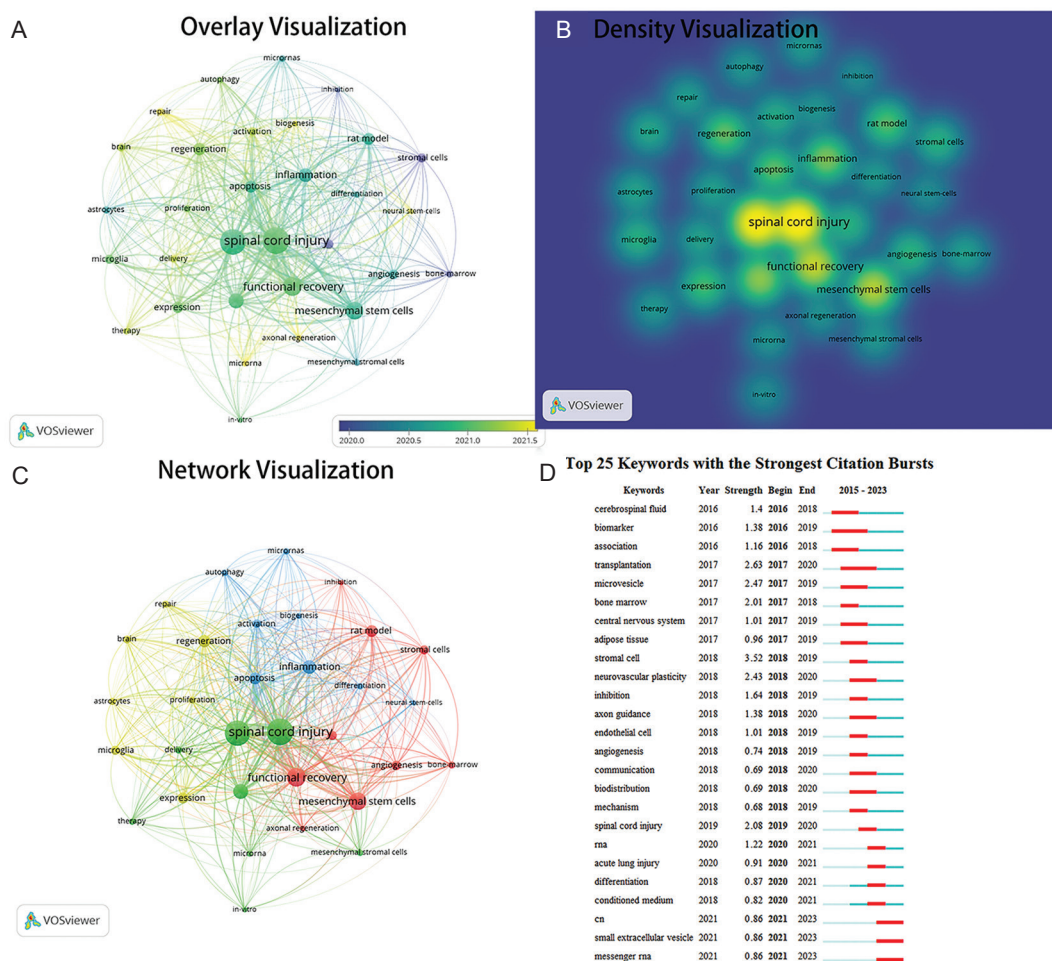 A
Overlay Visualization
micrornas
autophagy
inhibition
repair
biogenesis
activation
rat model
brain
regeneration
stromal cells
inflammation
apoptosis
differentiation
astrocytes
proliferation
neural stem-cells
spinal cord injury
microglia
delivery
angiogenesis
bone-marrow
functional recovery
expression
mesenchymal stem cells
therapy
axonal regeneration
microrna
mesenchymal stromal cells
in-vitro
VOSviewer
2020.0 2020.5 2021.0 2021.5
B
Density Visualization
micrornas
autophagy
inhibition
repair
biogenesis
activation
brain
regeneration
rat model
stromal cells
inflammation
apoptosis
differentiation
astrocytes
proliferation
neural stem-cells
spinal cord injury
microglia
delivery
angiogenesis
bone-marrow
functional recovery
expression
mesenchymal stem cells
therapy
axonal regeneration
microrna
mesenchymal stromal cells
in-vitro
VOSviewer
C
Network Visualization
micrornas
autophagy
inhibition
repair
biogenesis
activation
rat model
brain
regeneration
stromal cells
inflammation
apoptosis
differentiation
astrocytes
proliferation
neural stem-cells
spinal cord injury
microglia
delivery
angiogenesis
bone-marrow
functional recovery
expression
mesenchymal stem cells
therapy
axonal regeneration
microrna
mesenchymal stromal cells
in-vitro
VOSviewer
D
Top 25 Keywords with the Strongest Citation Bursts
Keywords Year Strength Begin End 2015 - 2023
cerebrospinal fluid 2016 1.4 2016 2018
biomarker 2016 1.38 2016 2019
association 2016 1.16 2016 2018
transplantation 2017 2.63 2017 2020
microvesicle 2017 2.47 2017 2019
bone marrow 2017 2.01 2017 2018
central nervous system 2017 1.01 2017 2019
adipose tissue 2017 0.96 2017 2019
stromal cell 2018 3.52 2018 2019
neurovascular plasticity 2018 2.43 2018 2020
inhibition 2018 1.64 2018 2019
axon guidance 2018 1.38 2018 2020
endothelial cell 2018 1.01 2018 2019
angiogenesis 2018 0.74 2018 2019
communication 2018 0.69 2018 2020
biodistribution 2018 0.69 2018 2020
mechanism 2018 0.68 2018 2019
spinal cord injury 2019 2.08 2019 2020
rna 2020 1.22 2020 2021
acute lung injury 2020 0.91 2020 2021
differentiation 2018 0.87 2020 2021
conditioned medium 2018 0.82 2020 2021
cn 2021 0.86 2021 2023
small extracellular vesicle 2021 0.86 2021 2023
messenger rna 2021 0.86 2021 2023